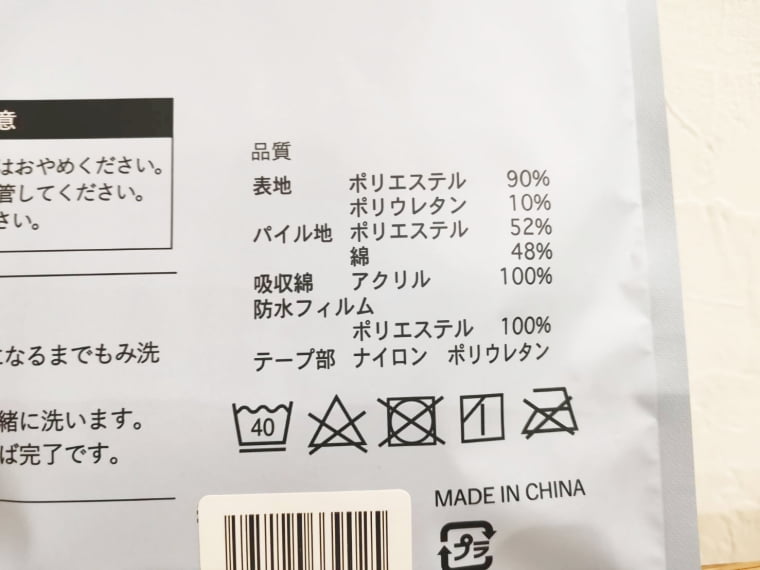 意
はおやめください。
管してください。
さい。
になるまでもみ洗
緒に洗います。
ば完了です。
品質
表地 ポリエステル 90%
ポリウレタン 10%
パイル地 ポリエステル 52%
綿 48%
吸収綿 アクリル 100%
防水フィルム
ポリエステル 100%
テープ部 ナイロン ポリウレタン
40
MADE IN CHINA
プラ